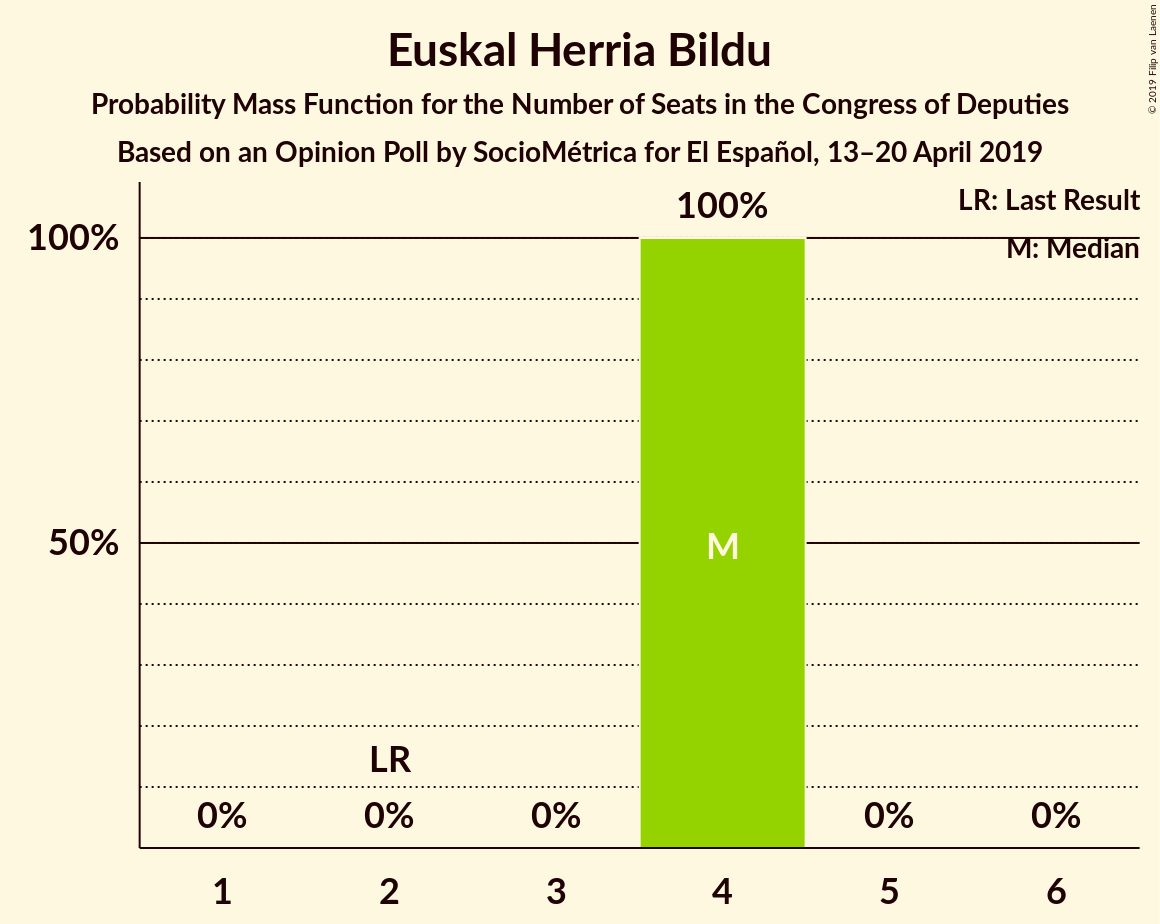 Euskal Herria Bildu
Probability Mass Function for the Number of Seats in the Congress of Deputies
Based on an Opinion Poll by SocioMétrica for El Español, 13–20 April 2019
© 2019 Filip van Laenen
LR: Last Result
M: Median
100%
100%
50%
M
LR
0%
0%
0%
0%
0%
1
2
3
4
5
6